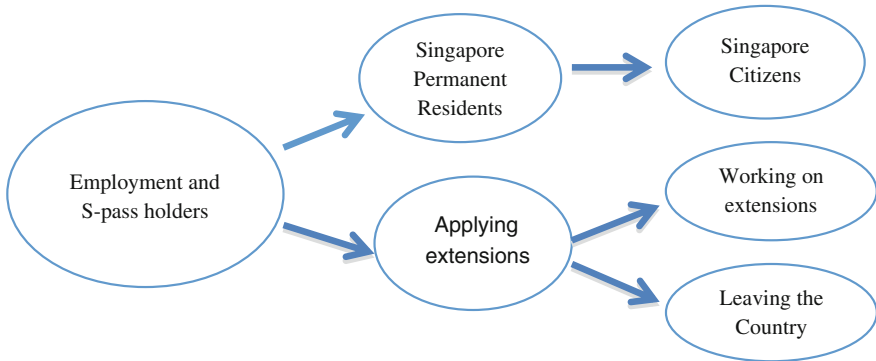 Employment and
S-pass holders
Singapore
Permanent
Residents
Singapore
Citizens
Applying
extensions
Working on
extensions
Leaving the
Country